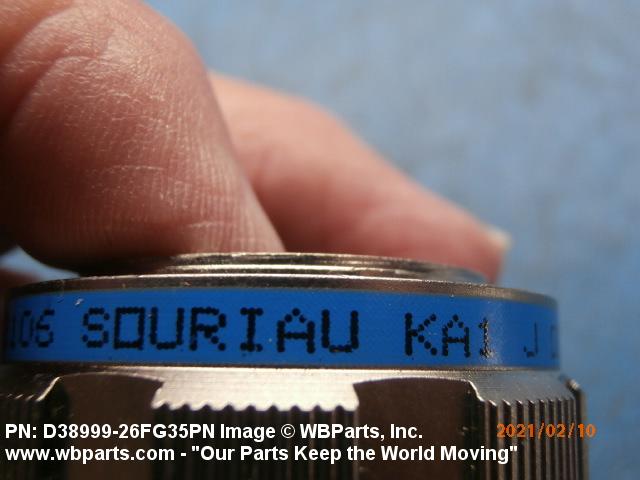 106 SOURIAU KA1 J
PN: D38999-26FG35PN Image © WBParts, Inc.
2021/02/10
www.wbparts.com - "Our Parts Keep the World Moving"